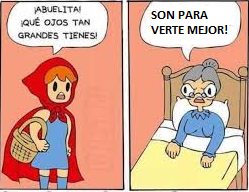 ¡ABUELITA!
¡QUÉ OJOS TAN
GRANDES TIENES!
SON PARA
VERTE MEJOR!